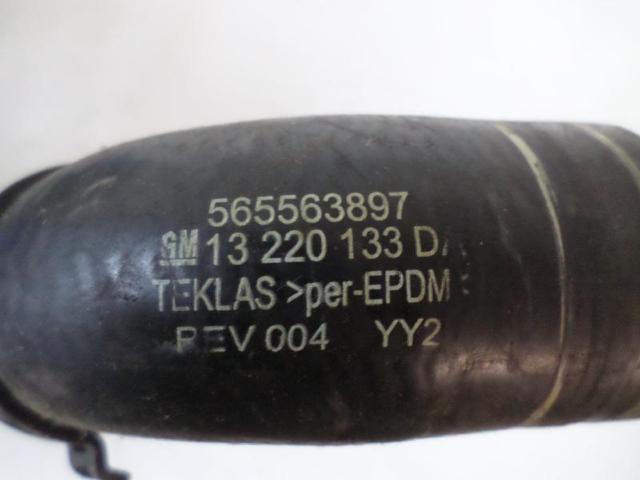 565563897
GM 13 220 133 D
TEKLAS >per-EPDM
REV 004 YY2